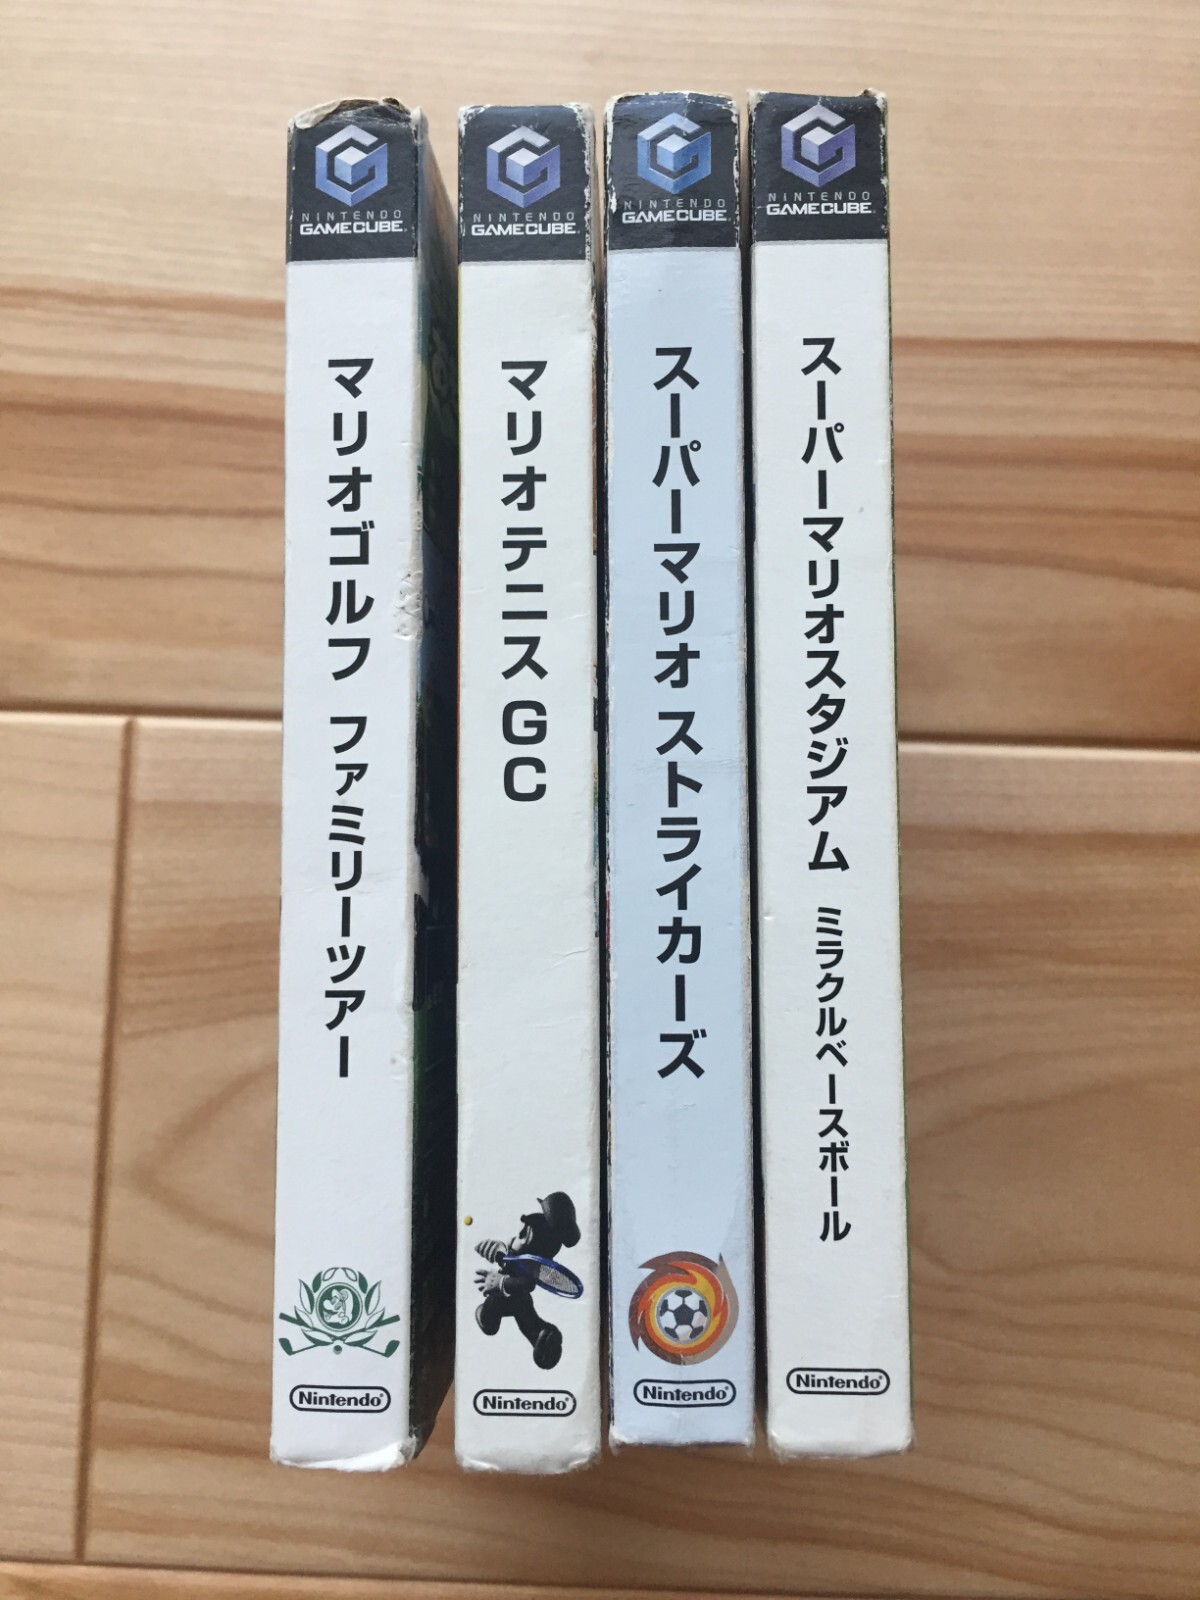 NINTENDO
GAMECUBE
マリオゴルフ ファミリーツアー
Nintendo
NINTENDO
GAMECUBE
マリオテニス GC
Nintendo
NINTENDO
GAMECUBE
スーパーマリオ ストライカーズ
Nintendo
NINTENDO
GAMECUBE
スーパーマリオスタジアム ミラクルベースボール
Nintendo